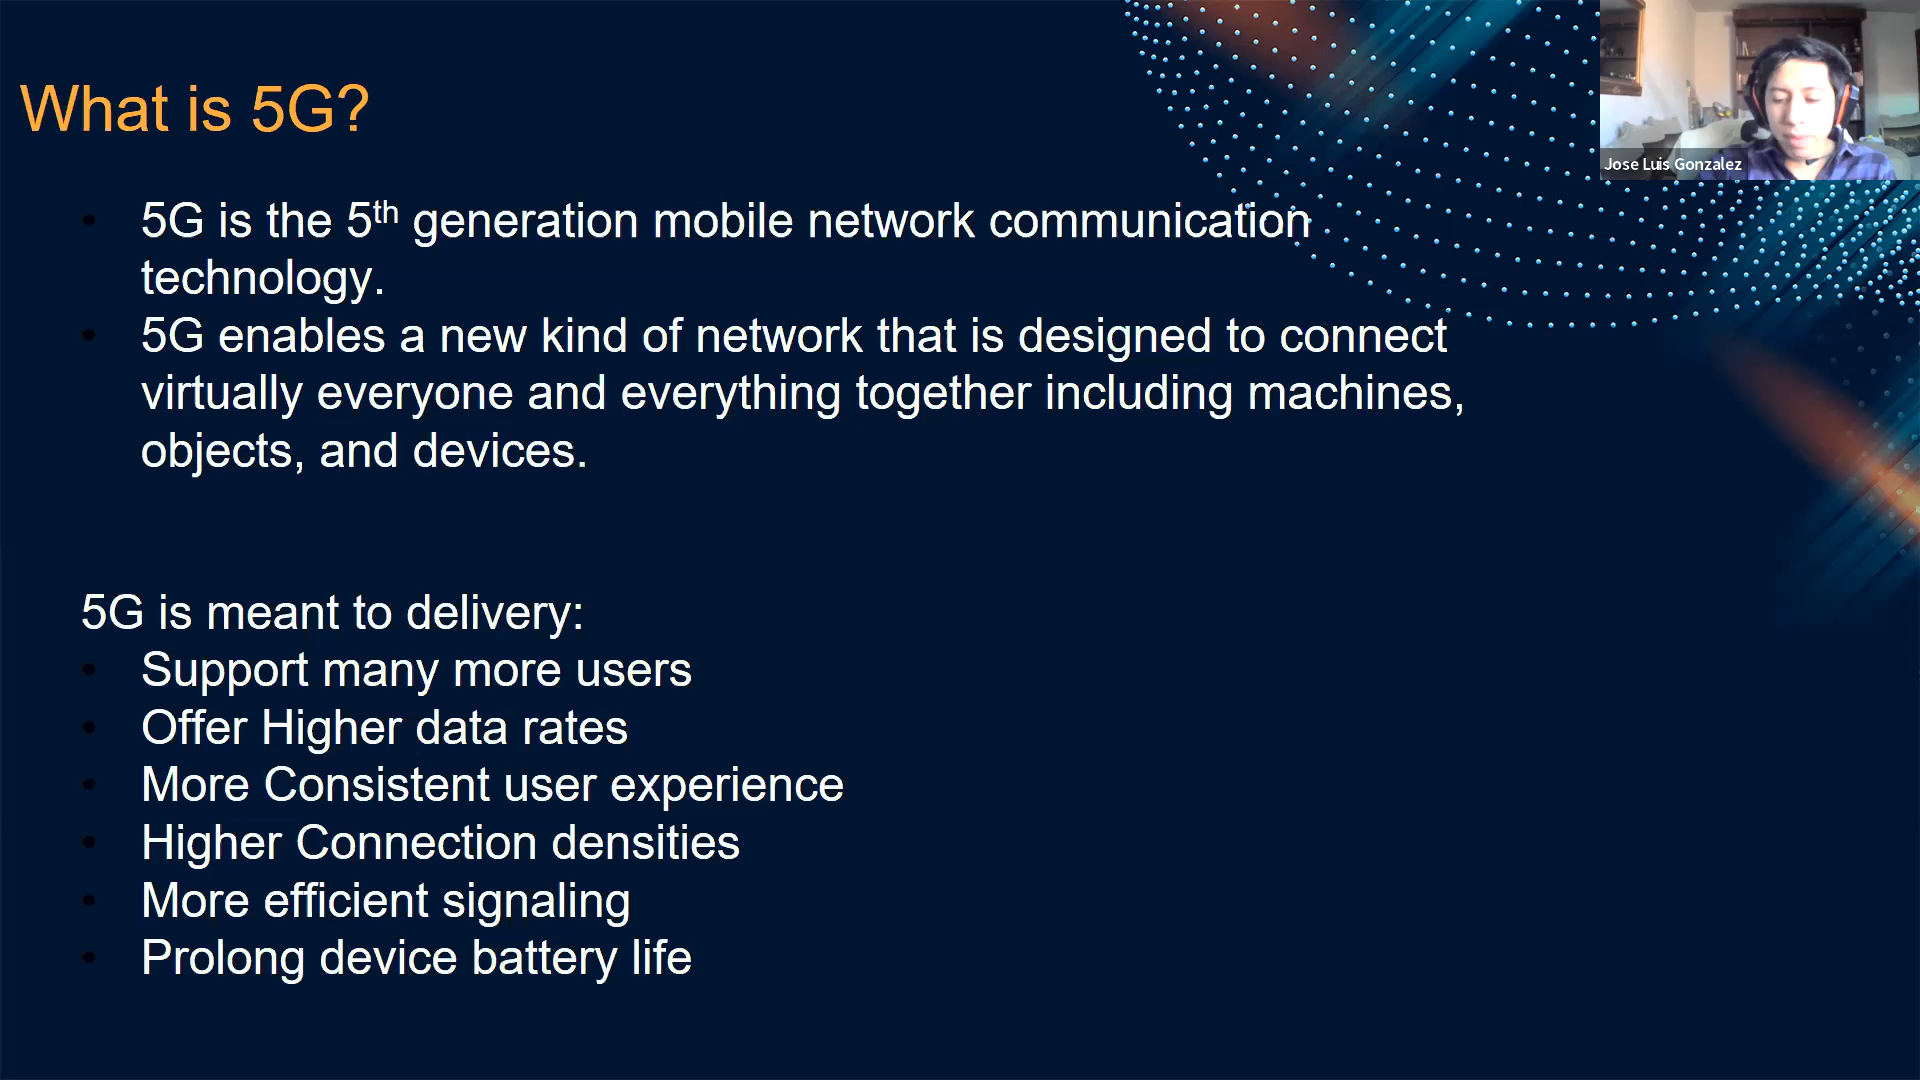 What is 5G?
Jose Luis Gonzalez
• 5G is the 5th generation mobile network communication
technology.
• 5G enables a new kind of network that is designed to connect
virtually everyone and everything together including machines,
objects, and devices.
5G is meant to delivery:
• Support many more users
• Offer Higher data rates
• More Consistent user experience
• Higher Connection densities
• More efficient signaling
• Prolong device battery life